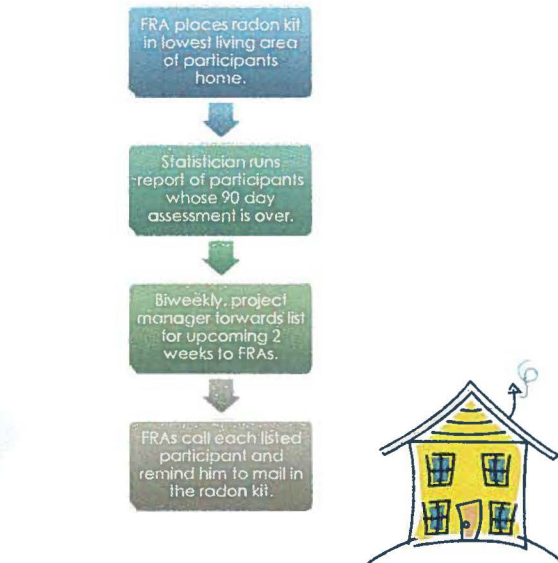 FRA places radon kit
in lowest living area
of participants
home.
Statistician runs
report of participants
whose 90 day
assessment is over.
Biweekly, project
manager forwards list
for upcoming 2
weeks to FRAs.
FRAs call each listed
participant and
remind him to mail in
the radon kit.